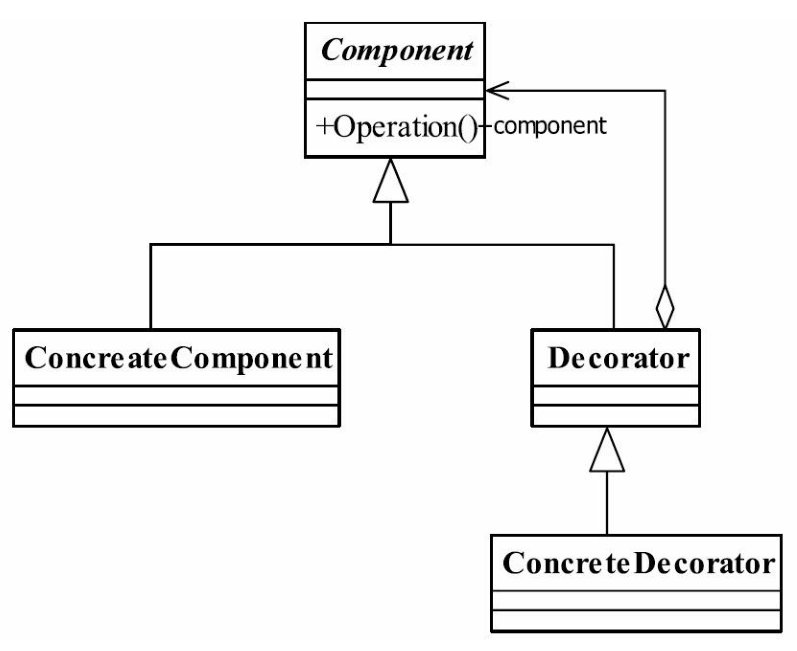 Component
+Operation()
-component
ConcreateComponent
Decorator
ConcreteDecorator